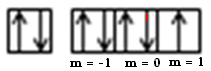 m = -1 m = 0 m = 1